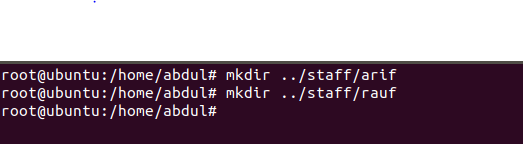 root@ubuntu:/home/abdul# mkdir ../staff/arif
root@ubuntu:/home/abdul# mkdir ../staff/rauf
root@ubuntu:/home/abdul#